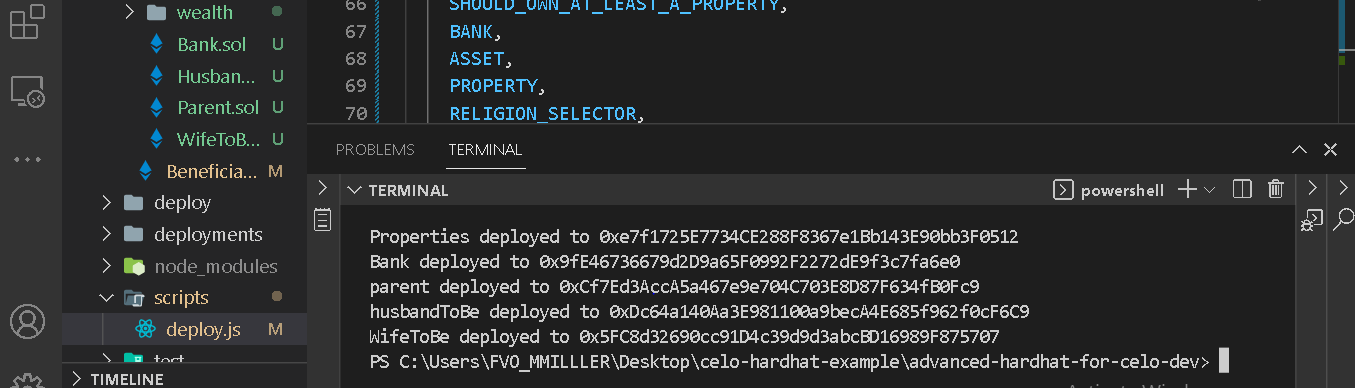 wealth
Bank.sol U
Husban... U
Parent.sol U
WifeToB... U
Beneficia... M
deploy
deployments
node_modules
scripts
deploy.js M
test
TIMELINE
66 SHOULD_OWN_AT_LEAST_A_PROPERTY,
67 BANK,
68 ASSET,
69 PROPERTY,
70 RELIGION_SELECTOR,
PROBLEMS TERMINAL
TERMINAL powershell
Properties deployed to 0xe7f1725E7734CE288F8367e1Bb143E90bb3F0512
Bank deployed to 0x9fE46736679d2D9a65F0992F2272dE9f3c7fa6e0
parent deployed to 0xCf7Ed3AccA5a467e9e704C703E8D87F634fB0Fc9
husbandToBe deployed to 0xDc64a140Aa3E981100a9becA4E685f962f0cF6C9
WifeToBe deployed to 0x5FC8d32690cc91D4c39d9d3abcBD16989F875707
PS C:\Users\FVO_MMILLLER\Desktop\celo-hardhat-example\advanced-hardhat-for-celo-dev>